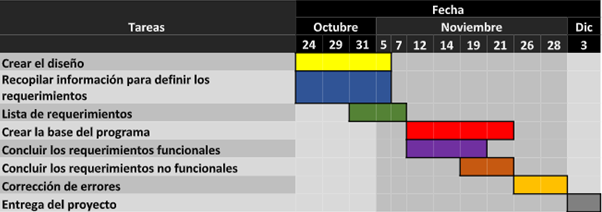 Fecha
Tareas
Octubre Noviembre Dic
24 29 31 5 7 12 14 19 21 26 28 3
Crear el diseño
Recopilar información para definir los
requerimientos
Lista de requerimientos
Crear la base del programa
Concluir los requerimientos funcionales
Concluir los requerimientos no funcionales
Corrección de errores
Entrega del proyecto